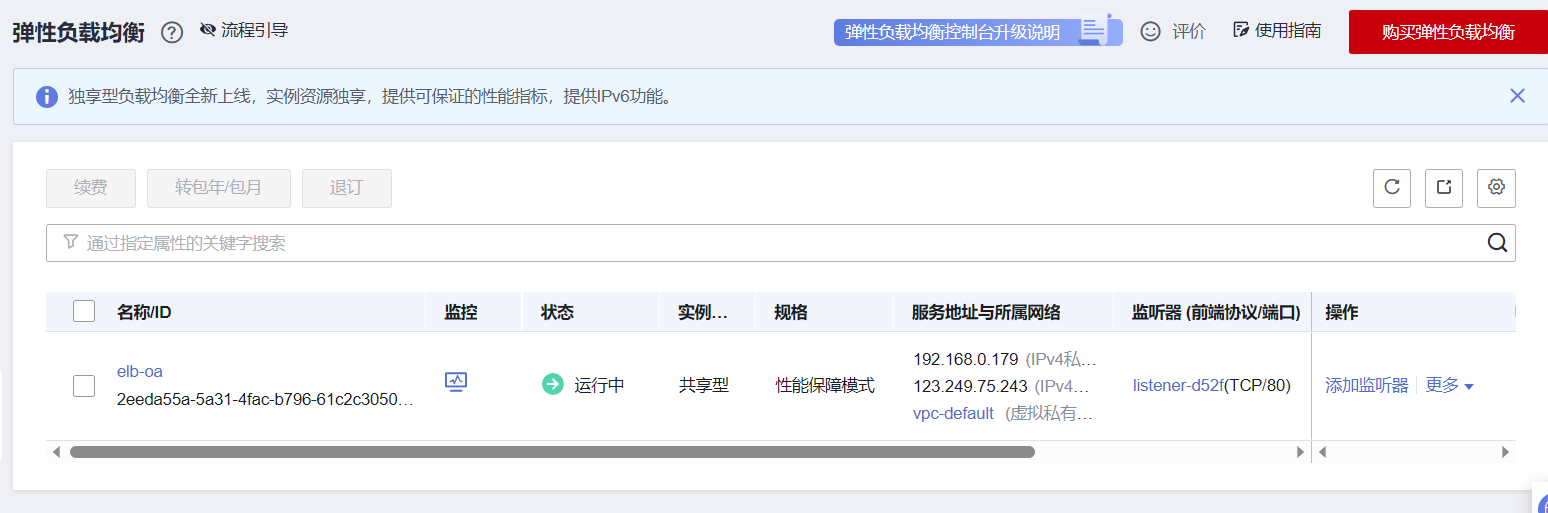 弹性负载均衡 ? 流程引导 弹性负载均衡控制台升级说明 评价 使用指南 购买弹性负载均衡
独享型负载均衡全新上线，实例资源独享，提供可保证的性能指标，提供IPv6功能。
续费 转包年/包月 退订
通过指定属性的关键字搜索
名称/ID 监控 状态 实例... 规格 服务地址与所属网络 监听器 (前端协议/端口) 操作
192.168.0.179 (IPv4私...
elb-oa
运行中 共享型 性能保障模式 123.249.75.243 (IPv4... listener-d52f(TCP/80) 添加监听器 更多
2eeda55a-5a31-4fac-b796-61c2c3050...
vpc-default (虚拟私有...